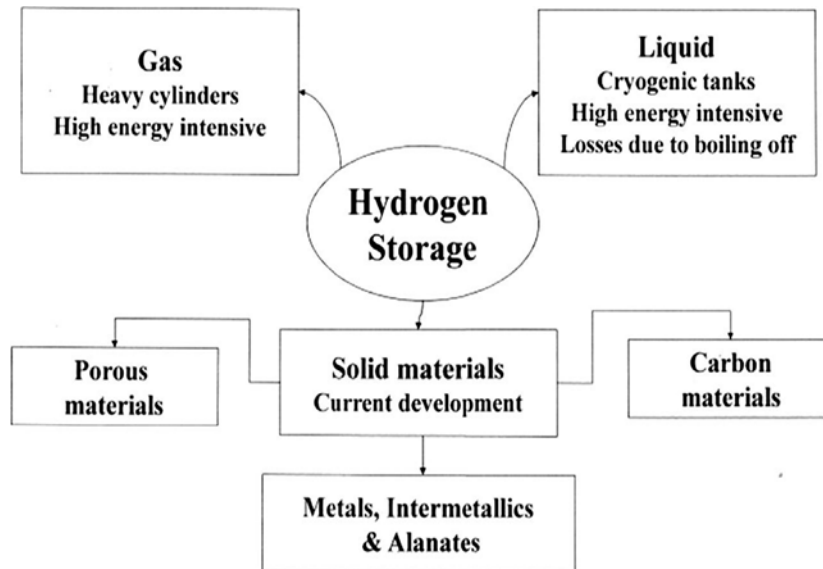 Gas
Heavy cylinders
High energy intensive
Liquid
Cryogenic tanks
High energy intensive
Losses due to boiling off
Hydrogen
Storage
Porous
materials
Solid materials
Current development
Carbon
materials
Metals, Intermetallics
& Alanates